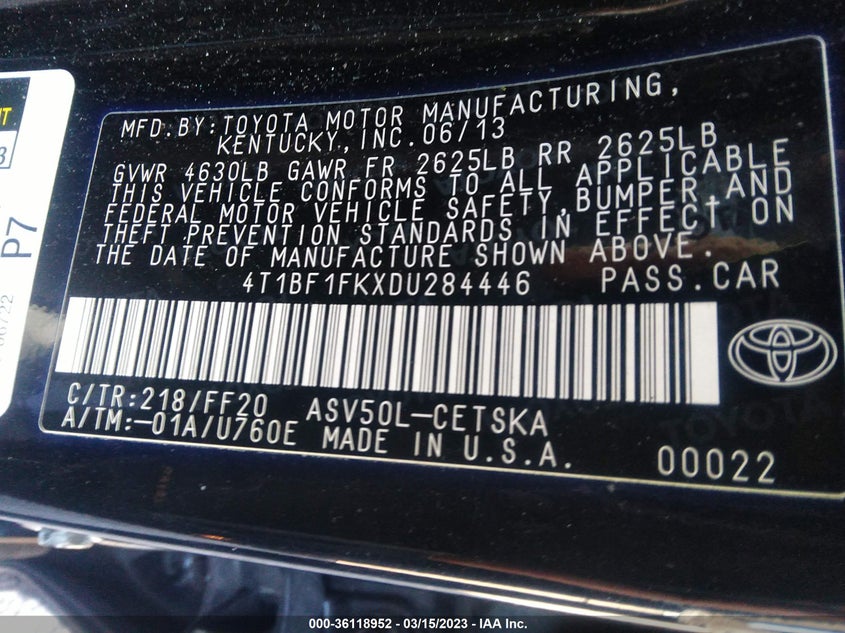 MFD.BY:TOYOTA MOTOR MANUFACTURING,
KENTUCKY,INC.06/13
GVWR 4630LB GAWR FR 2625LB RR 2625LB
THIS VEHICLE CONFORMS TO ALL APPLICABLE
FEDERAL MOTOR VEHICLE SAFETY,BUMPER,AND
THEFT PREVENTION STANDARDS IN EFFECT ON
THE DATE OF MANUFACTURE SHOWN ABOVE.
4T1BF1FKXDU284446 PASS.CAR
C/TR:218/FF20 ASV50L-CETSKA
A/TM:-01A/U760E MADE IN U.S.A.
00022
P7
000-36118952 - 03/15/2023 - IAA Inc.